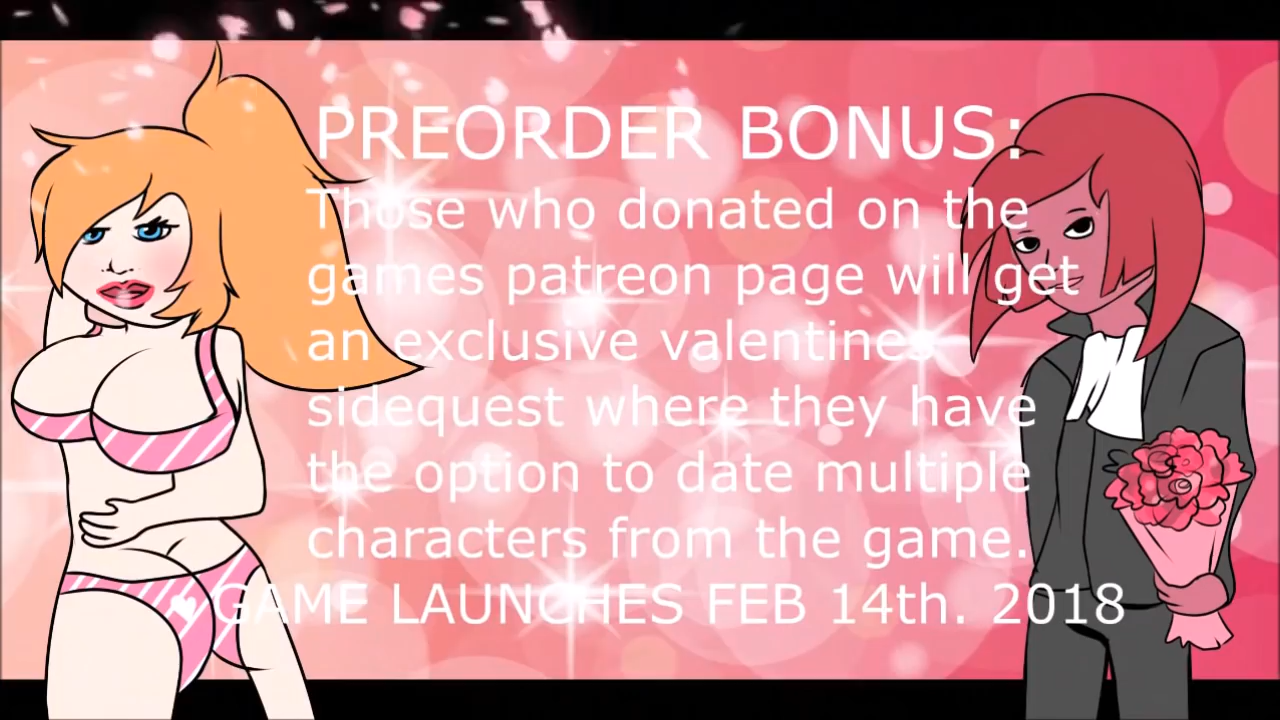 PREORDER BONUS:
Those who donated on the
games patreon page will get
an exclusive valentines
sidequest where they have
the option to date multiple
characters from the game.
♥ GAME LAUNCHES FEB 14th. 2018